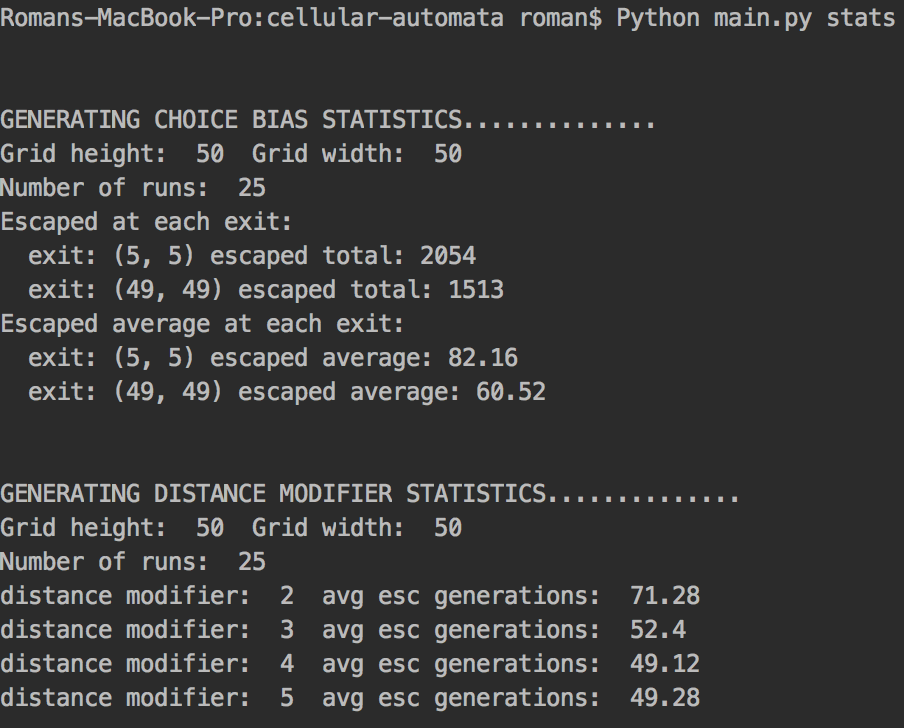 Romans-MacBook-Pro:cellular-automata roman$ Python main.py stats
GENERATING CHOICE BIAS STATISTICS..............
Grid height:  50  Grid width:  50
Number of runs:  25
Escaped at each exit:
  exit: (5, 5) escaped total: 2054
  exit: (49, 49) escaped total: 1513
Escaped average at each exit:
  exit: (5, 5) escaped average: 82.16
  exit: (49, 49) escaped average: 60.52
GENERATING DISTANCE MODIFIER STATISTICS..............
Grid height:  50  Grid width:  50
Number of runs:  25
distance modifier:  2  avg esc generations:  71.28
distance modifier:  3  avg esc generations:  52.4
distance modifier:  4  avg esc generations:  49.12
distance modifier:  5  avg esc generations:  49.28